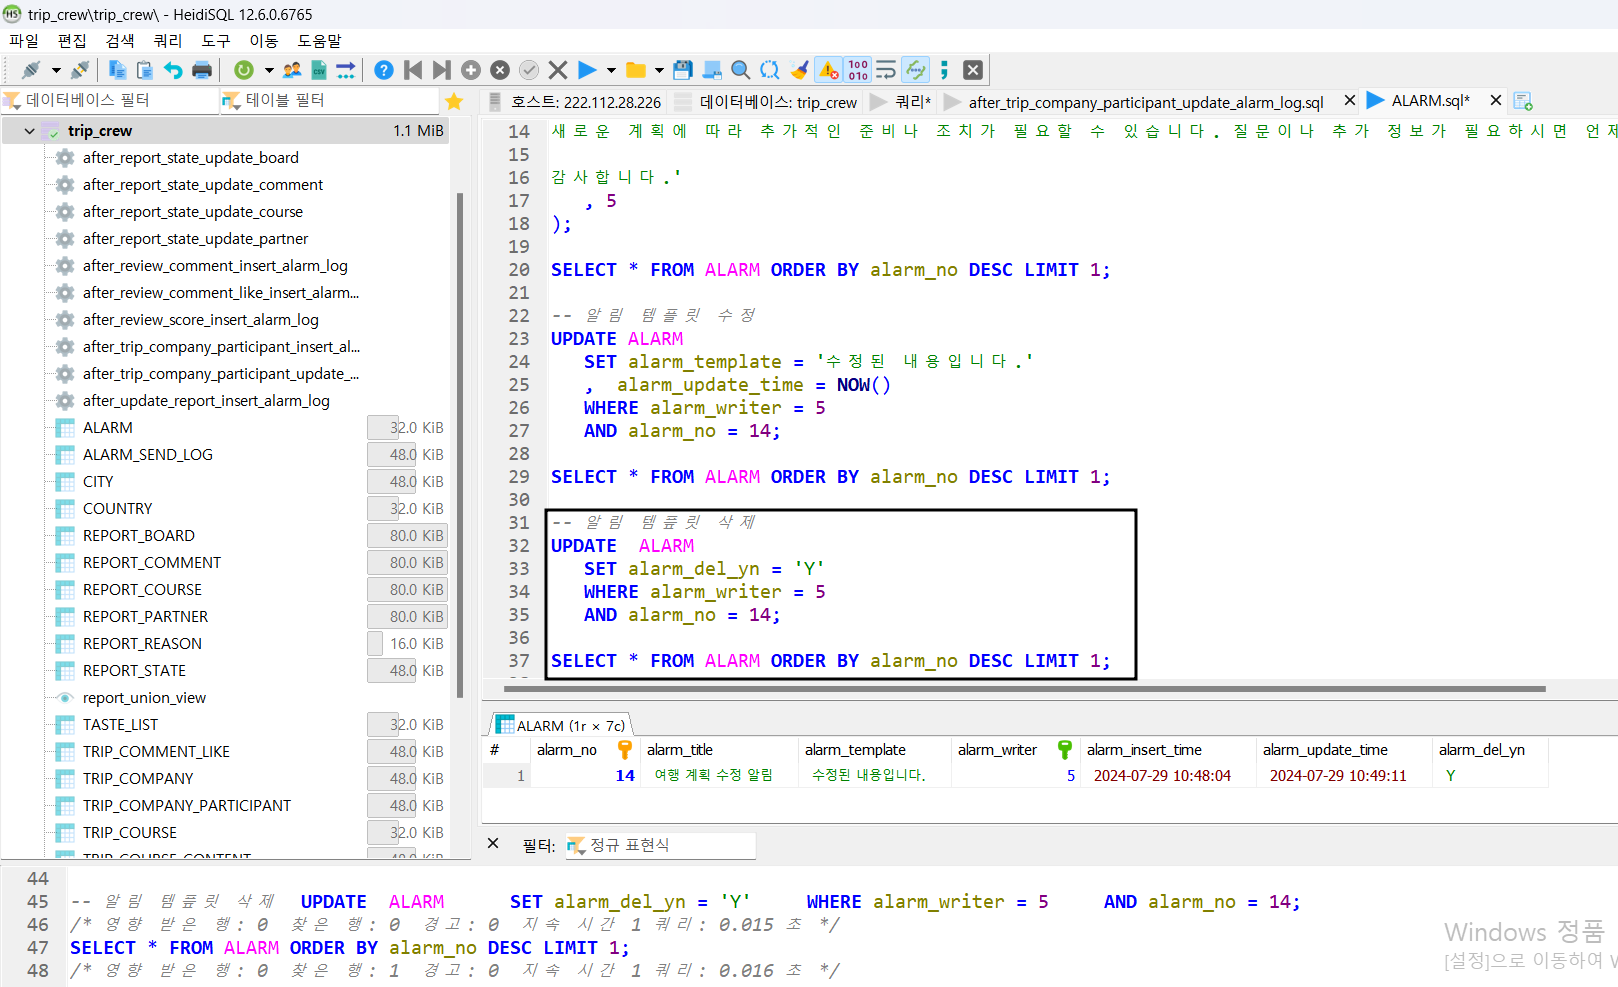 trip_crew\trip_crew\ - HeidiSQL 12.6.0.6765
파일 편집 검색 쿼리 도구 이동 도움말
데이터베이스 필터 테이블 필터
호스트: 222.112.28.226 데이터베이스: trip_crew 쿼리* after_trip_company_participant_update_alarm_log.sql ALARM.sql*
trip_crew 1.1 MiB
after_report_state_update_board
after_report_state_update_comment
after_report_state_update_course
after_report_state_update_partner
after_review_comment_insert_alarm_log
after_review_comment_like_insert_alarm...
after_review_score_insert_alarm_log
after_trip_company_participant_insert_al...
after_trip_company_participant_update_...
after_update_report_insert_alarm_log
ALARM 32.0 KiB
ALARM_SEND_LOG 48.0 KiB
CITY 48.0 KiB
COUNTRY 32.0 KiB
REPORT_BOARD 80.0 KiB
REPORT_COMMENT 80.0 KiB
REPORT_COURSE 80.0 KiB
REPORT_PARTNER 80.0 KiB
REPORT_REASON 16.0 KiB
REPORT_STATE 48.0 KiB
report_union_view
TASTE_LIST 32.0 KiB
TRIP_COMMENT_LIKE 48.0 KiB
TRIP_COMPANY 48.0 KiB
TRIP_COMPANY_PARTICIPANT 48.0 KiB
TRIP_COURSE 32.0 KiB
TRIP_COURSE_CONTENT 48.0 KiB
14 새로운 계획에 따라 추가적인 준비나 조치가 필요할 수 있습니다. 질문이나 추가 정보가 필요하시면 언제
15
16 감사합니다.'
17 , 5
18 );
19
20 SELECT * FROM ALARM ORDER BY alarm_no DESC LIMIT 1;
21
22 -- 알림 템플릿 수정
23 UPDATE ALARM
24 SET alarm_template = '수정된 내용입니다.'
25 , alarm_update_time = NOW()
26 WHERE alarm_writer = 5
27 AND alarm_no = 14;
28
29 SELECT * FROM ALARM ORDER BY alarm_no DESC LIMIT 1;
30
31 -- 알림 템플릿 삭제
32 UPDATE ALARM
33 SET alarm_del_yn = 'Y'
34 WHERE alarm_writer = 5
35 AND alarm_no = 14;
36
37 SELECT * FROM ALARM ORDER BY alarm_no DESC LIMIT 1;
ALARM (1r × 7c)
# alarm_no alarm_title alarm_template alarm_writer alarm_insert_time alarm_update_time alarm_del_yn
1 14 여행 계획 수정 알림 수정된 내용입니다. 5 2024-07-29 10:48:04 2024-07-29 10:49:11 Y
필터: 정규 표현식
44
45 -- 알림 템플릿 삭제 UPDATE ALARM SET alarm_del_yn = 'Y' WHERE alarm_writer = 5 AND alarm_no = 14;
46 /* 영향 받은 행: 0 찾은 행: 0 경고: 0 지속 시간 1 쿼리: 0.015 초 */
47 SELECT * FROM ALARM ORDER BY alarm_no DESC LIMIT 1;
48 /* 영향 받은 행: 0 찾은 행: 1 경고: 0 지속 시간 1 쿼리: 0.016 초 */
Windows 정품
[설정]으로 이동하여 W